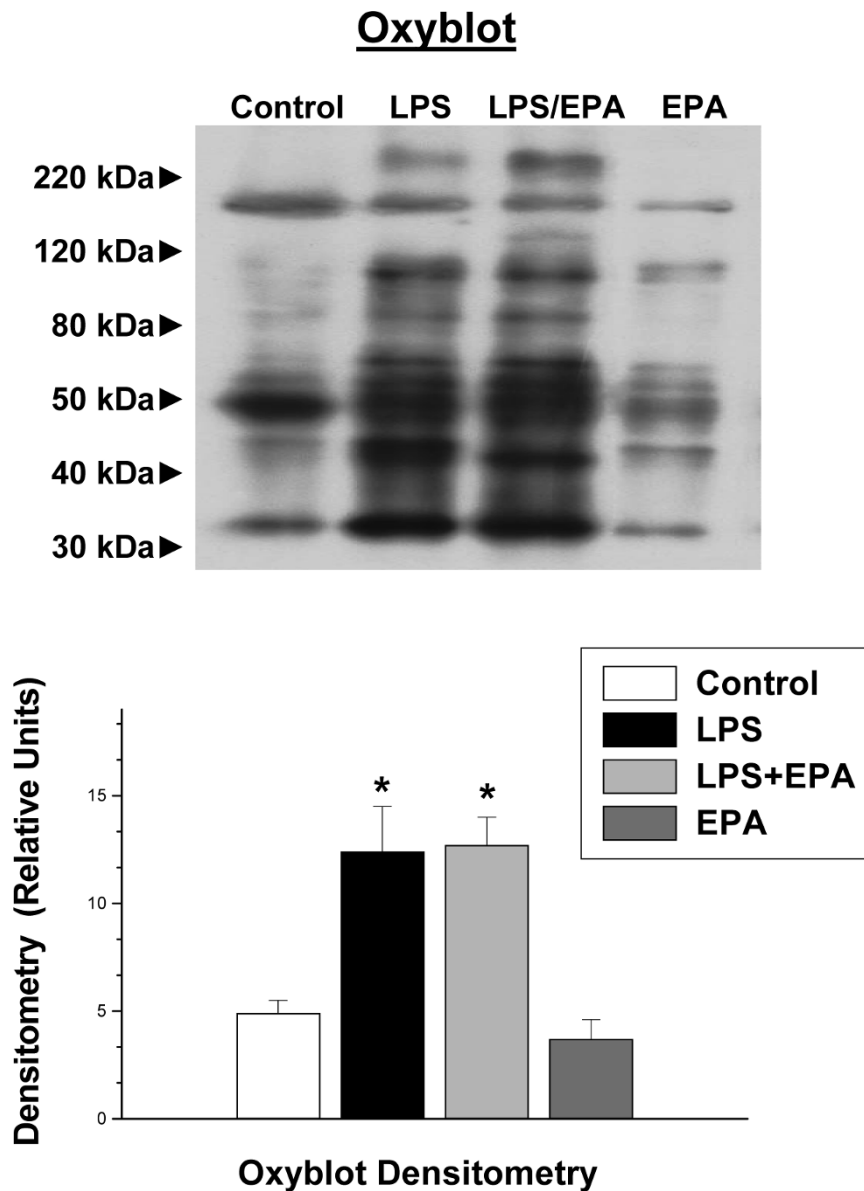 Oxyblot
Control LPS LPS/EPA EPA
220 kDa►
120 kDa►
80 kDa►
50 kDa►
40 kDa►
30 kDa►
Control
LPS
LPS+EPA
EPA
Densitometry (Relative Units)
15
10
5
0
* *
Oxyblot Densitometry